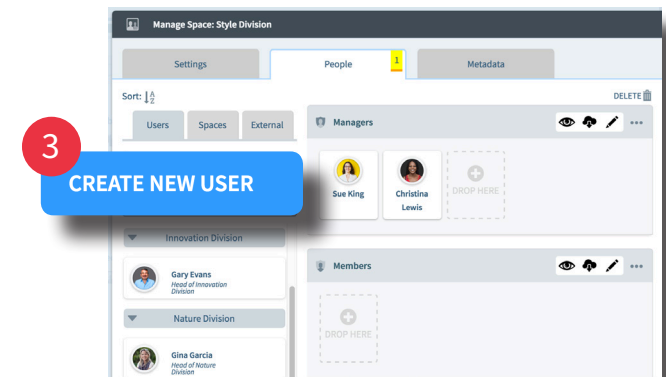 Manage Space: Style Division
Settings
People
1
Metadata
Sort:
A
Z
DELETE
Users
Spaces
External
Managers
3
CREATE NEW USER
Sue King
Christina
Lewis
DROP HERE
Innovation Division
Gary Evans
Head of Innovation
Division
Members
DROP HERE
Nature Division
Gina Garcia
Head of Nature
Division